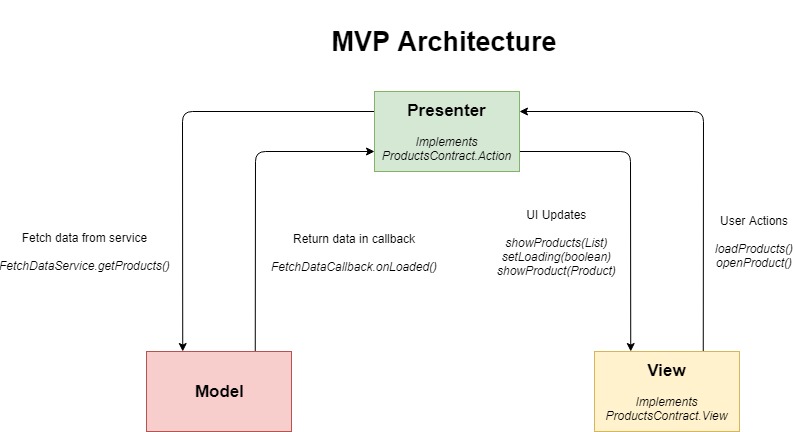 MVP Architecture
Presenter
Implements
ProductsContract.Action
Fetch data from service
FetchDataService.getProducts()
Return data in callback
FetchDataCallback.onLoaded()
UI Updates
showProducts(List)
setLoading(boolean)
showProduct(Product)
User Actions
loadProducts()
openProduct()
Model
View
Implements
ProductsContract.View